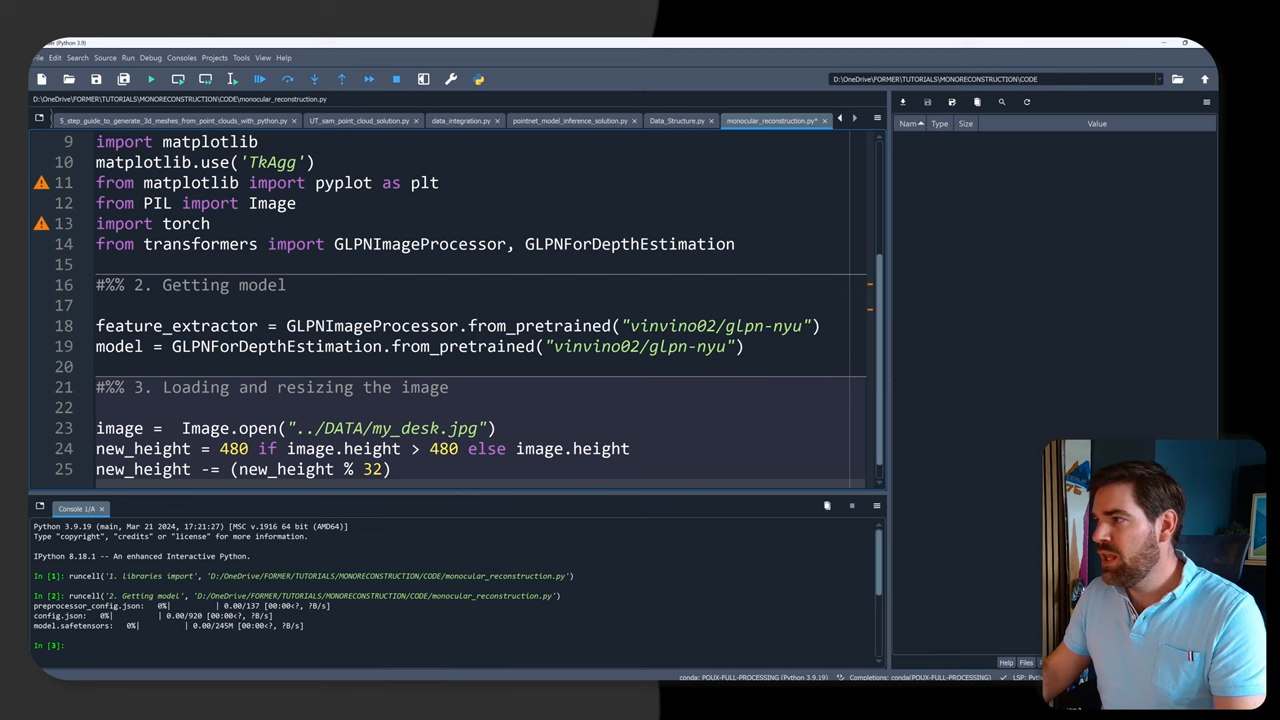 (Python 3.9)
File Edit Search Source Run Debug Consoles Projects Tools View Help
D:\OneDrive\FORMER\TUTORIALS\MONORECONSTRUCTION\CODE
D:\OneDrive\FORMER\TUTORIALS\MONORECONSTRUCTION\CODE\monocular_reconstruction.py
5_step_guide_to_generate_3d_meshes_from_point_clouds_with_python.py UT_sam_point_cloud_solution.py data_integration.py pointnet_model_inference_solution.py Data_Structure.py monocular_reconstruction.py*
Nam Type Size Value
9 import matplotlib
10 matplotlib.use('TkAgg')
11 from matplotlib import pyplot as plt
12 from PIL import Image
13 import torch
14 from transformers import GLPNImageProcessor, GLPNForDepthEstimation
15
16 #%% 2. Getting model
17
18 feature_extractor = GLPNImageProcessor.from_pretrained("vinvino02/glpn-nyu")
19 model = GLPNForDepthEstimation.from_pretrained("vinvino02/glpn-nyu")
20
21 #%% 3. Loading and resizing the image
22
23 image =  Image.open("../DATA/my_desk.jpg")
24 new_height = 480 if image.height > 480 else image.height
25 new_height -= (new_height % 32)
Console 1/A
Python 3.9.19 (main, Mar 21 2024, 17:21:27) [MSC v.1916 64 bit (AMD64)]
Type "copyright", "credits" or "license" for more information.
IPython 8.18.1 -- An enhanced Interactive Python.
In [1]: runcell('1. libraries import', 'D:/OneDrive/FORMER/TUTORIALS/MONORECONSTRUCTION/CODE/monocular_reconstruction.py')
In [2]: runcell('2. Getting model', 'D:/OneDrive/FORMER/TUTORIALS/MONORECONSTRUCTION/CODE/monocular_reconstruction.py')
preprocessor_config.json:   0%|          | 0.00/137 [00:00<?, ?B/s]
config.json:   0%|          | 0.00/920 [00:00<?, ?B/s]
model.safetensors:   0%|          | 0.00/245M [00:00<?, ?B/s]
In [3]:
Help Files
conda: POUX-FULL-PROCESSING (Python 3.9.19) Completions: conda(POUX-FULL-PROCESSING) LSP: